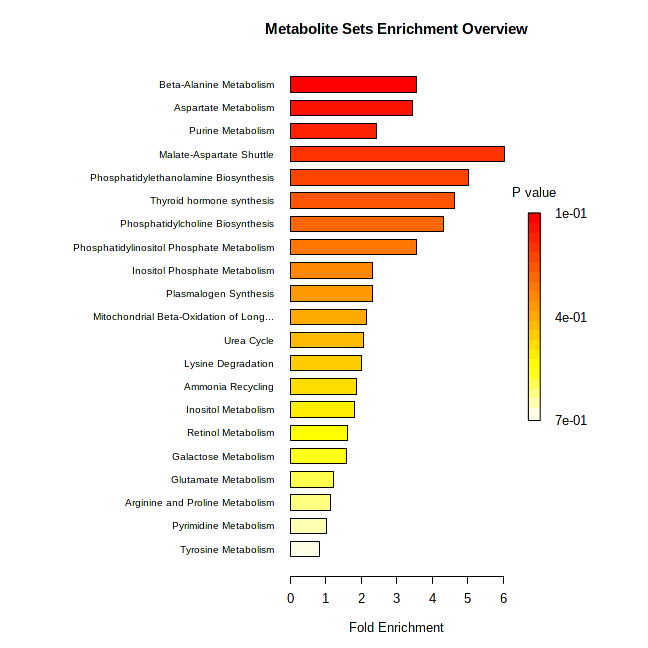 Metabolite Sets Enrichment Overview
Beta-Alanine Metabolism
Aspartate Metabolism
Purine Metabolism
Malate-Aspartate Shuttle
Phosphatidylethanolamine Biosynthesis
Thyroid hormone synthesis
Phosphatidylcholine Biosynthesis
Phosphatidylinositol Phosphate Metabolism
Inositol Phosphate Metabolism
Plasmalogen Synthesis
Mitochondrial Beta-Oxidation of Long...
Urea Cycle
Lysine Degradation
Ammonia Recycling
Inositol Metabolism
Retinol Metabolism
Galactose Metabolism
Glutamate Metabolism
Arginine and Proline Metabolism
Pyrimidine Metabolism
Tyrosine Metabolism
0 1 2 3 4 5 6
Fold Enrichment
P value
1e-01
4e-01
7e-01